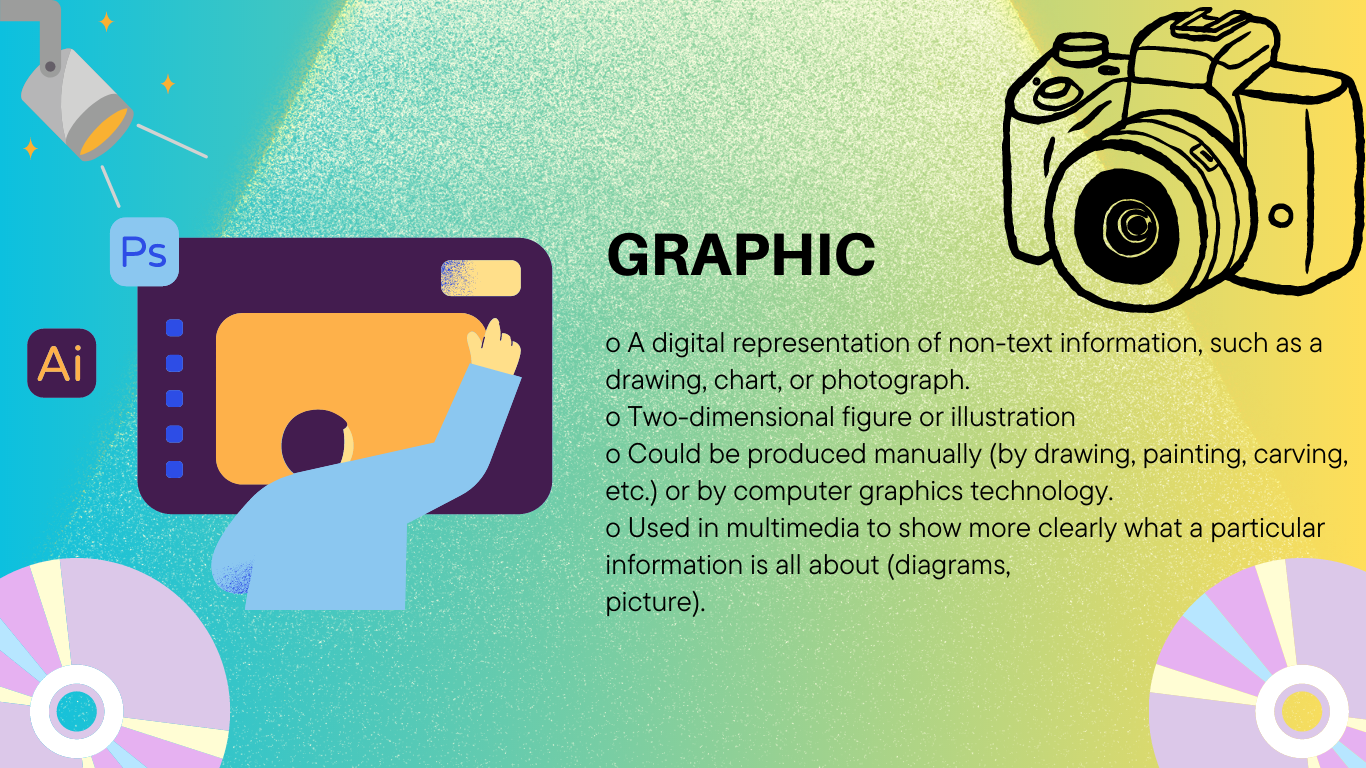 Ps
Ai
GRAPHIC
o A digital representation of non-text information, such as a
drawing, chart, or photograph.
o Two-dimensional figure or illustration
o Could be produced manually (by drawing, painting, carving,
etc.) or by computer graphics technology.
o Used in multimedia to show more clearly what a particular
information is all about (diagrams,
picture).